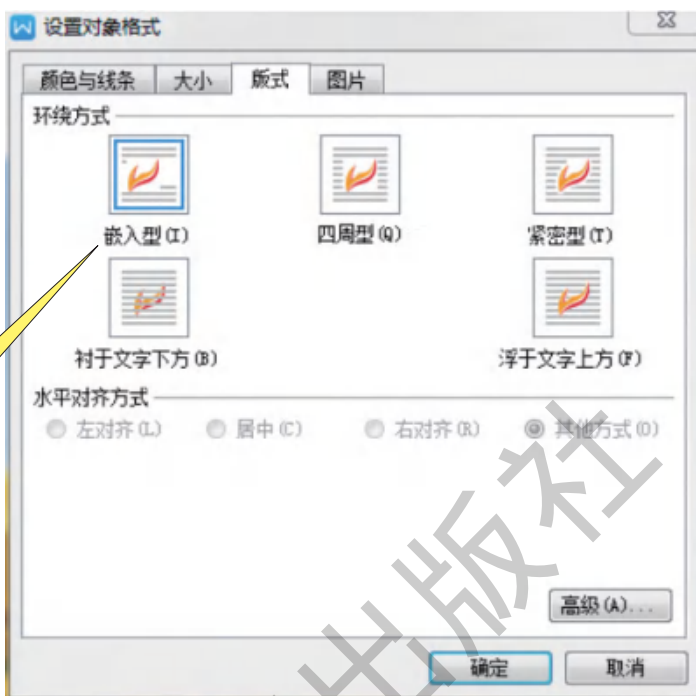 设置对象格式
颜色与线条 大小 版式 图片
环绕方式
嵌入型(I) 四周型(Q) 紧密型(T)
衬于文字下方(B) 浮于文字上方(F)
水平对齐方式
左对齐(L) 居中(C) 右对齐(R) 其他方式(O)
高级(A)...
确定 取消
出版社